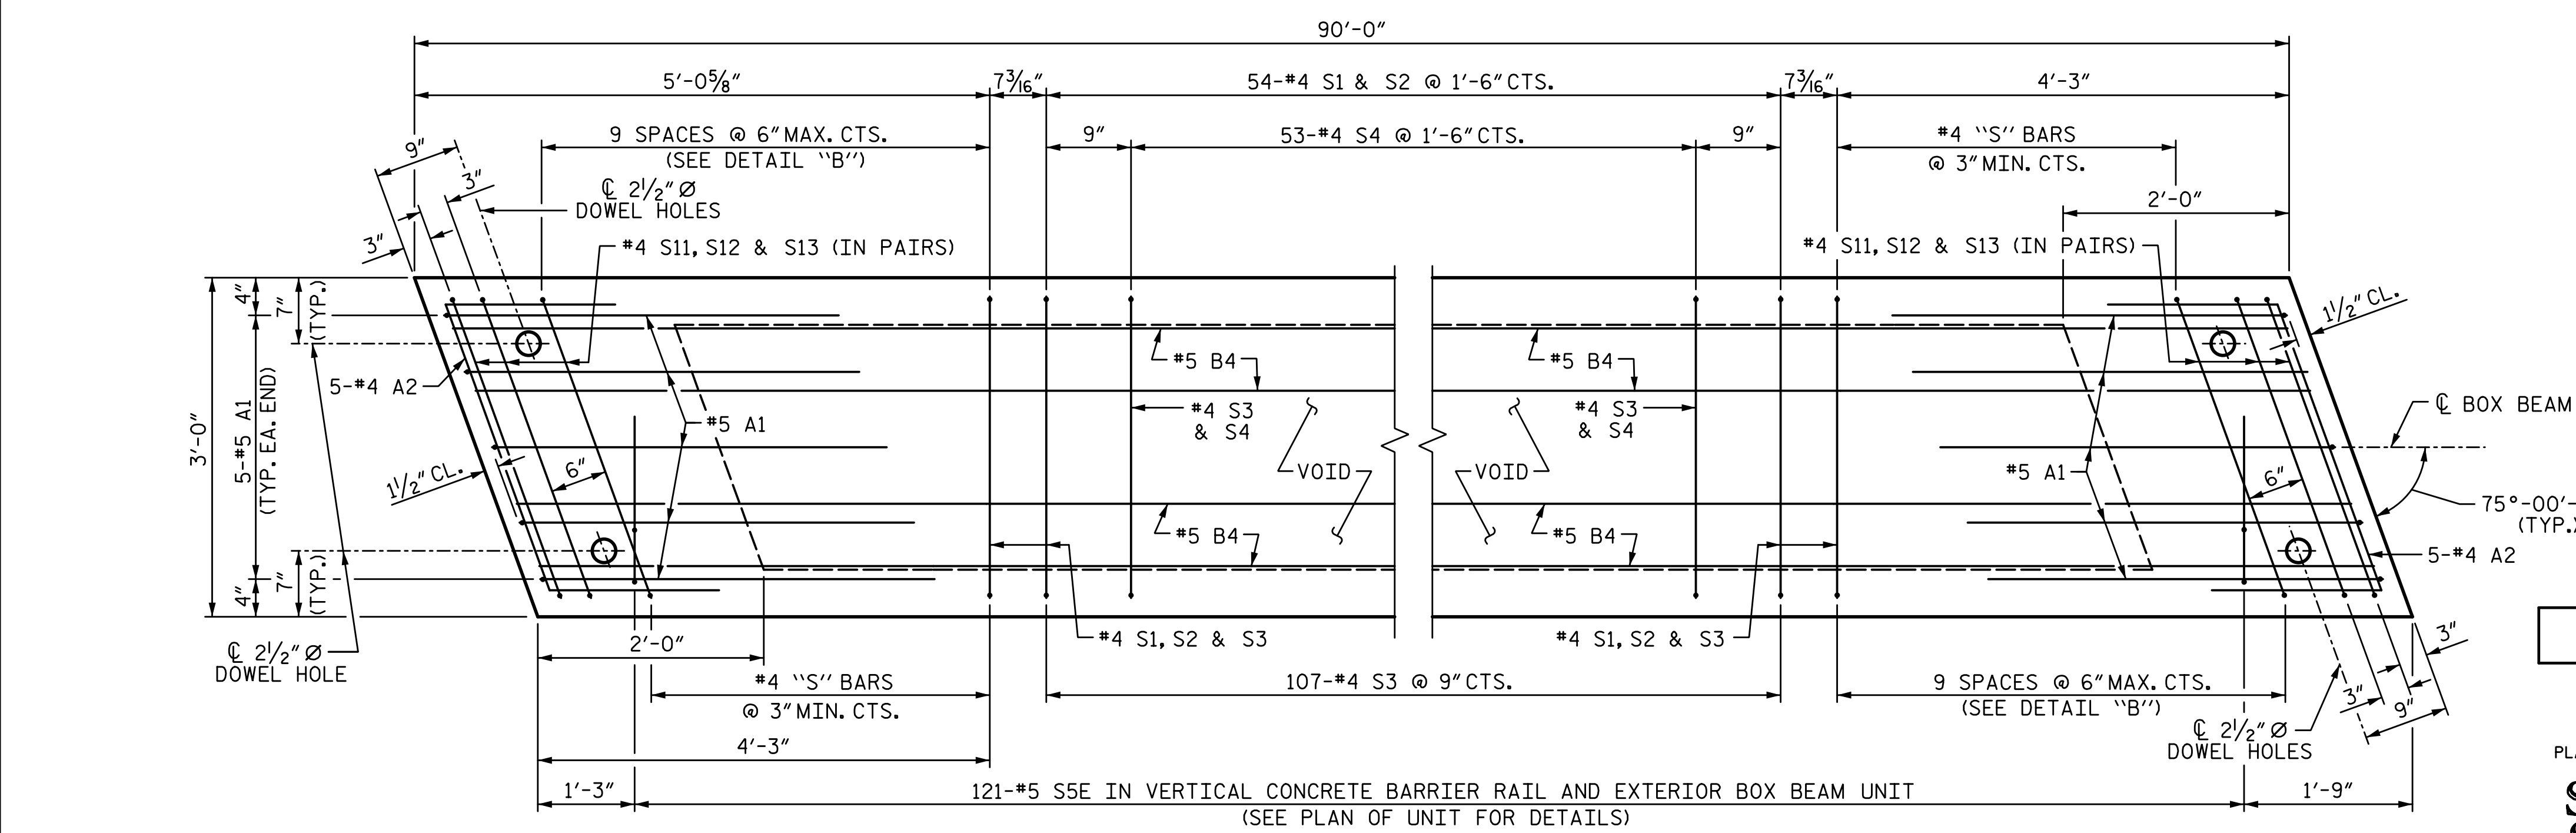 90'-0"
5'-0⅝"
7 3/16"
54-#4 S1 & S2 @ 1'-6" CTS.
7 3/16"
4'-3"
9 SPACES @ 6" MAX. CTS.
(SEE DETAIL "B")
9"
53-#4 S4 @ 1'-6" CTS.
9"
#4 "S" BARS
@ 3" MIN. CTS.
9"
3"
3"
℄ 2½" Ø
DOWEL HOLES
2'-0"
#4 S11, S12 & S13 (IN PAIRS)
#4 S11, S12 & S13 (IN PAIRS)
1½" CL.
4"
7"
(TYP.)
3'-0"
5-#5 A1
(TYP. EA. END)
5-#4 A2
#5 A1
#5 B4
#4 S3
& S4
VOID
#5 B4
#4 S3
& S4
VOID
℄ BOX BEAM
1½" CL.
6"
#5 B4
#5 B4
#5 A1
6"
75°-00'-
(TYP.)
4"
7"
(TYP.)
5-#4 A2
℄ 2½" Ø
DOWEL HOLE
2'-0"
#4 S1, S2 & S3
#4 S1, S2 & S3
#4 "S" BARS
@ 3" MIN. CTS.
107-#4 S3 @ 9" CTS.
9 SPACES @ 6" MAX. CTS.
(SEE DETAIL "B")
3"
3"
9"
℄ 2½" Ø
DOWEL HOLES
4'-3"
1'-3"
121-#5 S5E IN VERTICAL CONCRETE BARRIER RAIL AND EXTERIOR BOX BEAM UNIT
(SEE PLAN OF UNIT FOR DETAILS)
1'-9"